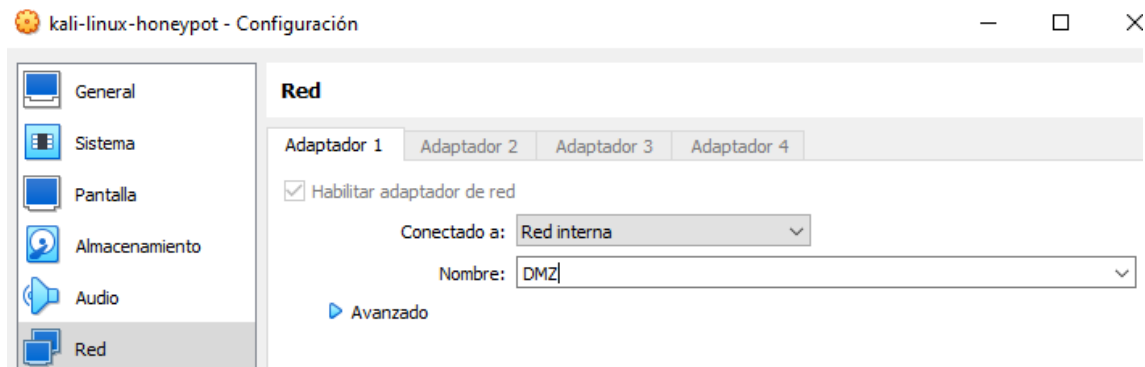 kali-linux-honeypot - Configuración
General
Sistema
Pantalla
Almacenamiento
Audio
Red
Red
Adaptador 1 Adaptador 2 Adaptador 3 Adaptador 4
Habilitar adaptador de red
Conectado a: Red interna
Nombre: DMZ
Avanzado